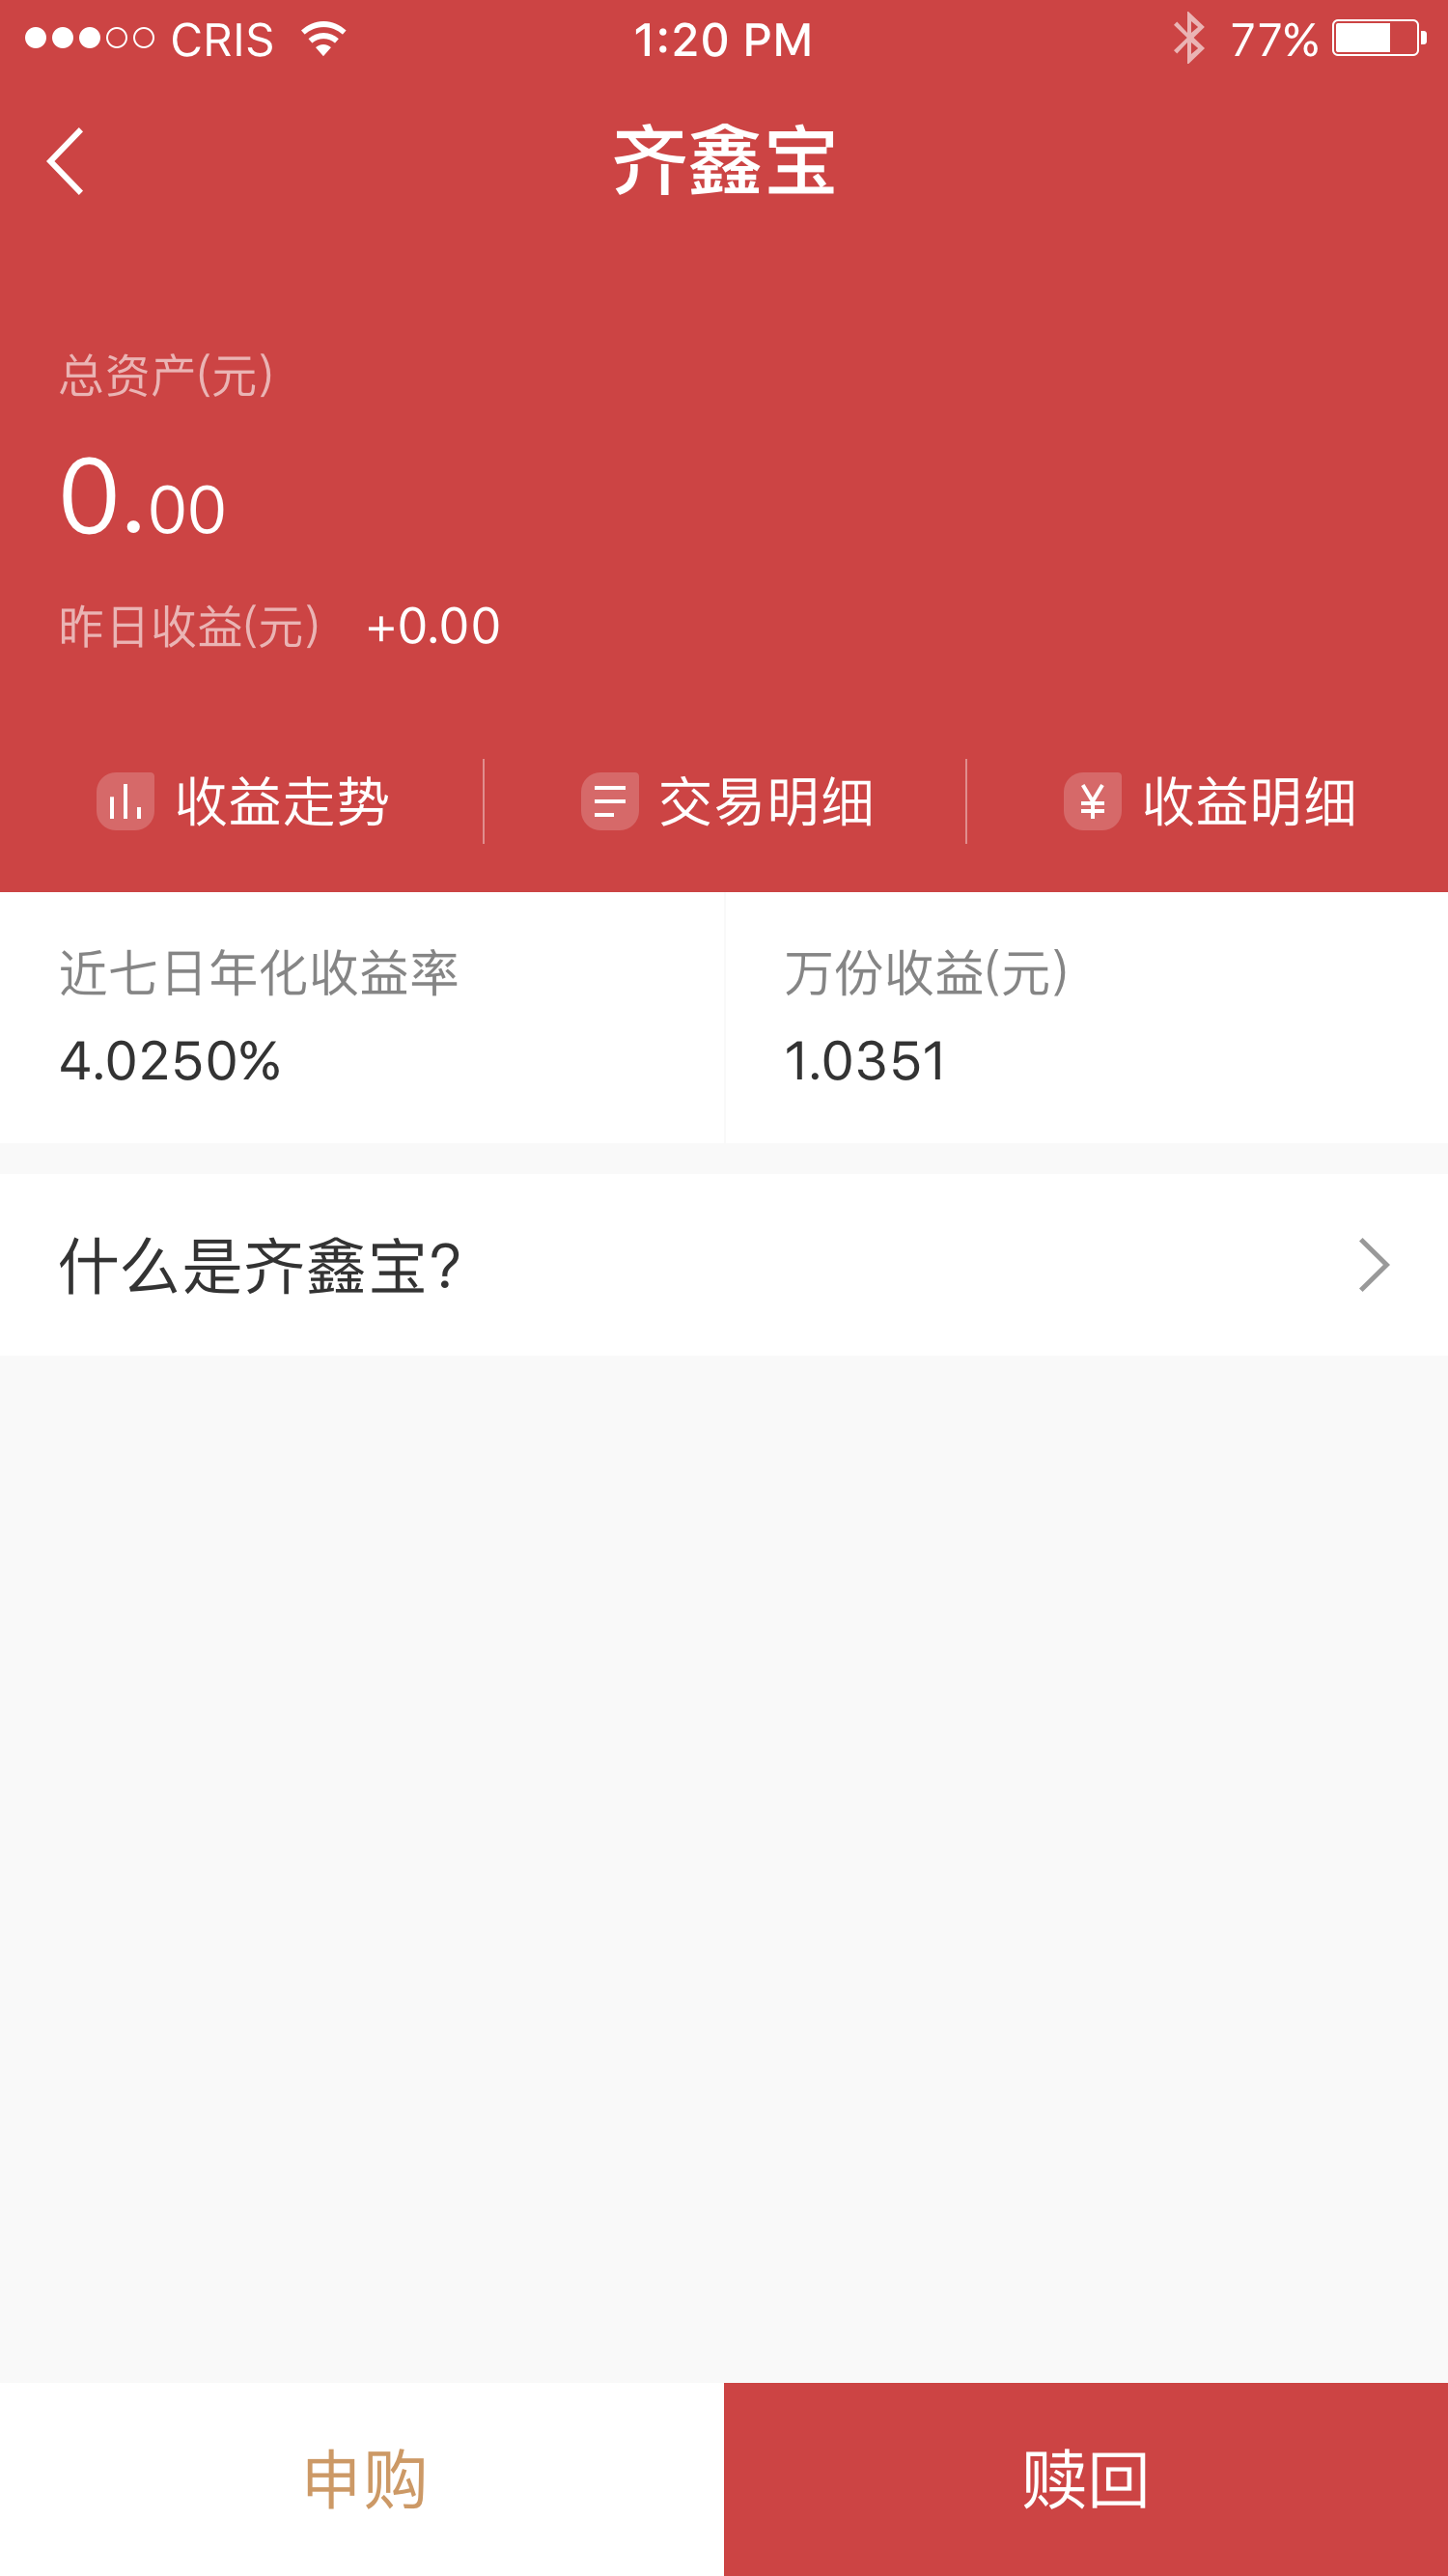 CRIS 1:20 PM 77%
齐鑫宝
总资产(元)
0.00
昨日收益(元) +0.00
收益走势 交易明细 ¥ 收益明细
近七日年化收益率 万份收益(元)
4.0250% 1.0351
什么是齐鑫宝?
申购 赎回